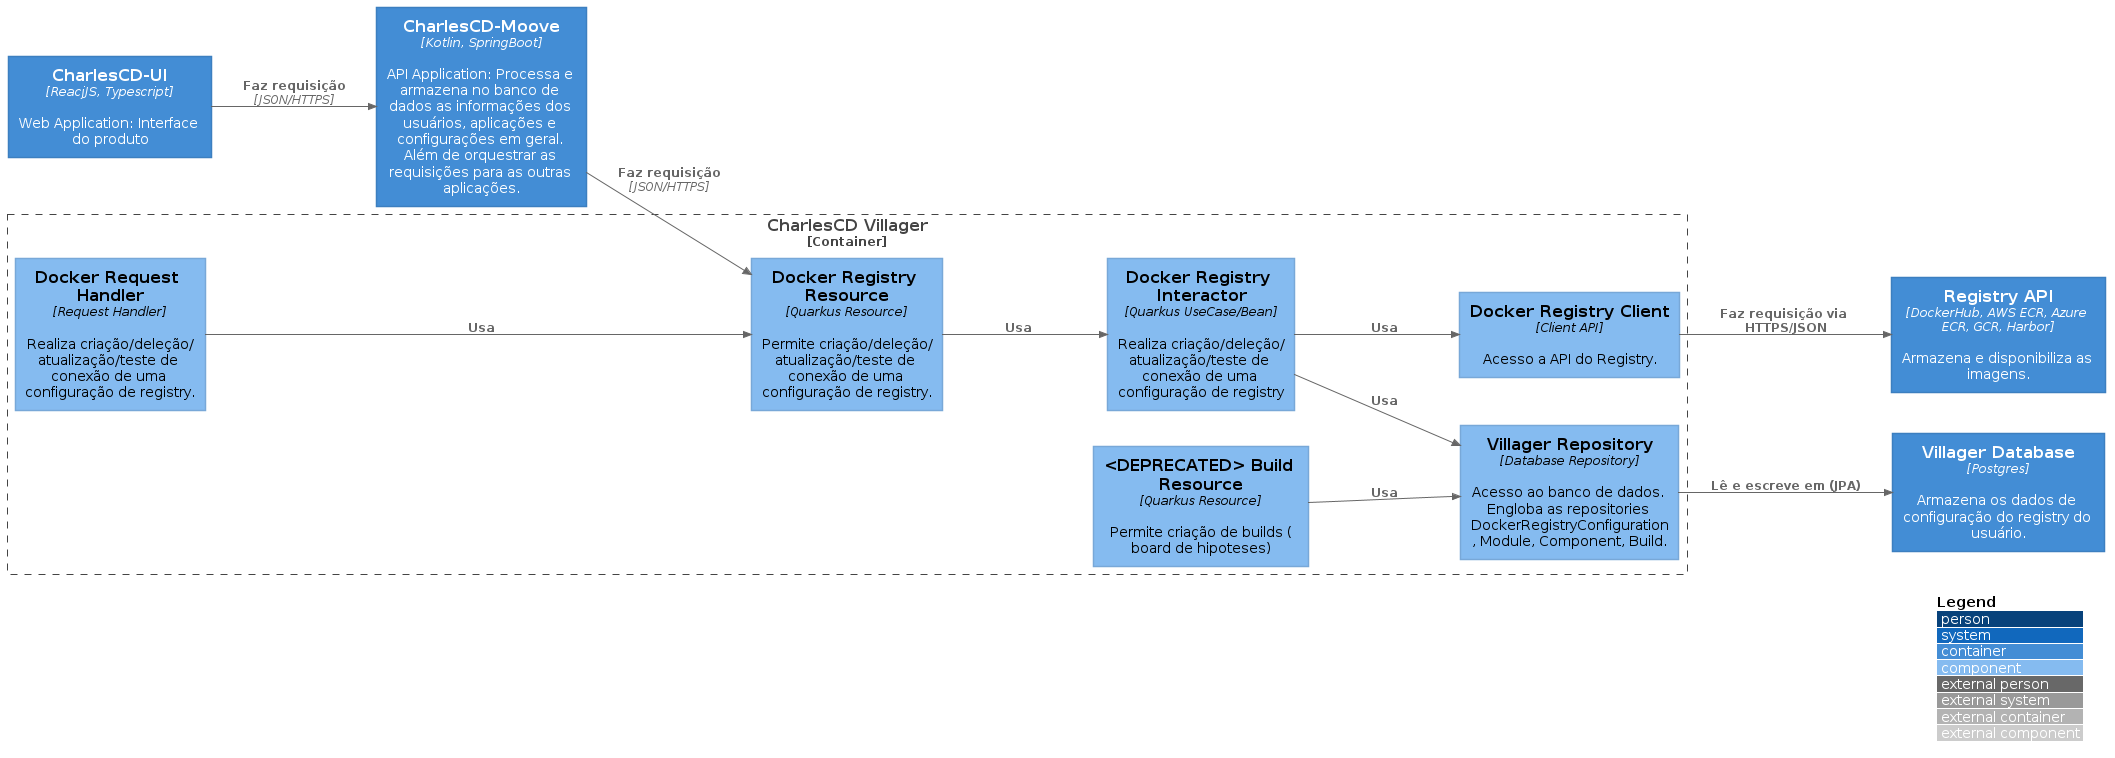 CharlesCD-UI
[ReacjJS, Typescript]
Web Application: Interface
do produto
Faz requisição
[JSON/HTTPS]
CharlesCD-Moove
[Kotlin, SpringBoot]
API Application: Processa e
armazena no banco de
dados as informações dos
usuários, aplicações e
configurações em geral.
Além de orquestrar as
requisições para as outras
aplicações.
Faz requisição
[JSON/HTTPS]
CharlesCD Villager
[Container]
Docker Request
Handler
[Request Handler]
Realiza criação/deleção/
atualização/teste de
conexão de uma
configuração de registry.
Usa
Docker Registry
Resource
[Quarkus Resource]
Permite criação/deleção/
atualização/teste de
conexão de uma
configuração de registry.
Usa
Docker Registry
Interactor
[Quarkus UseCase/Bean]
Realiza criação/deleção/
atualização/teste de
conexão de uma
configuração de registry
Usa
Docker Registry Client
[Client API]
Acesso a API do Registry.
Faz requisição via
HTTPS/JSON
Registry API
[DockerHub, AWS ECR, Azure
ECR, GCR, Harbor]
Armazena e disponibiliza as
imagens.
Usa
<DEPRECATED> Build
Resource
[Quarkus Resource]
Permite criação de builds (
board de hipoteses)
Usa
Villager Repository
[Database Repository]
Acesso ao banco de dados.
Engloba as repositories
DockerRegistryConfiguration
, Module, Component, Build.
Lê e escreve em (JPA)
Villager Database
[Postgres]
Armazena os dados de
configuração do registry do
usuário.
Legend
person
system
container
component
external person
external system
external container
external component